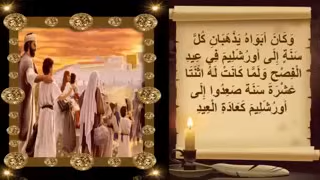 وَكَانَ أَبَوَاهُ يَذْهَبَانِ كُلَّ
سَنَةٍ إِلَى أُورُشَلِيمَ فِي عِيدِ
الْفِصْحِ وَلَمَّا كَانَتْ لَهُ اثْنَتَا
عَشْرَةَ سَنَة صَعِدُوا إِلَى
أُورُشَلِيمَ كَعَادَةِ الْعِيدِ